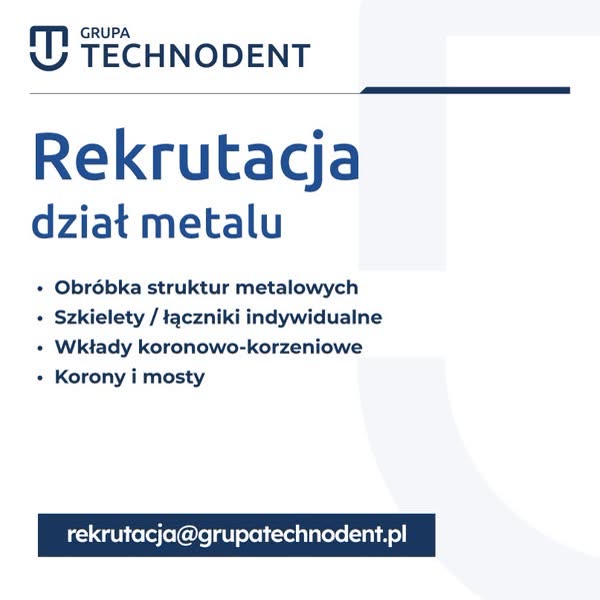 GRUPA
TECHNODENT
Rekrutacja
dział metalu
• Obróbka struktur metalowych
• Szkielety / łączniki indywidualne
• Wkłady koronowo-korzeniowe
• Korony i mosty
rekrutacja@grupatechnodent.pl